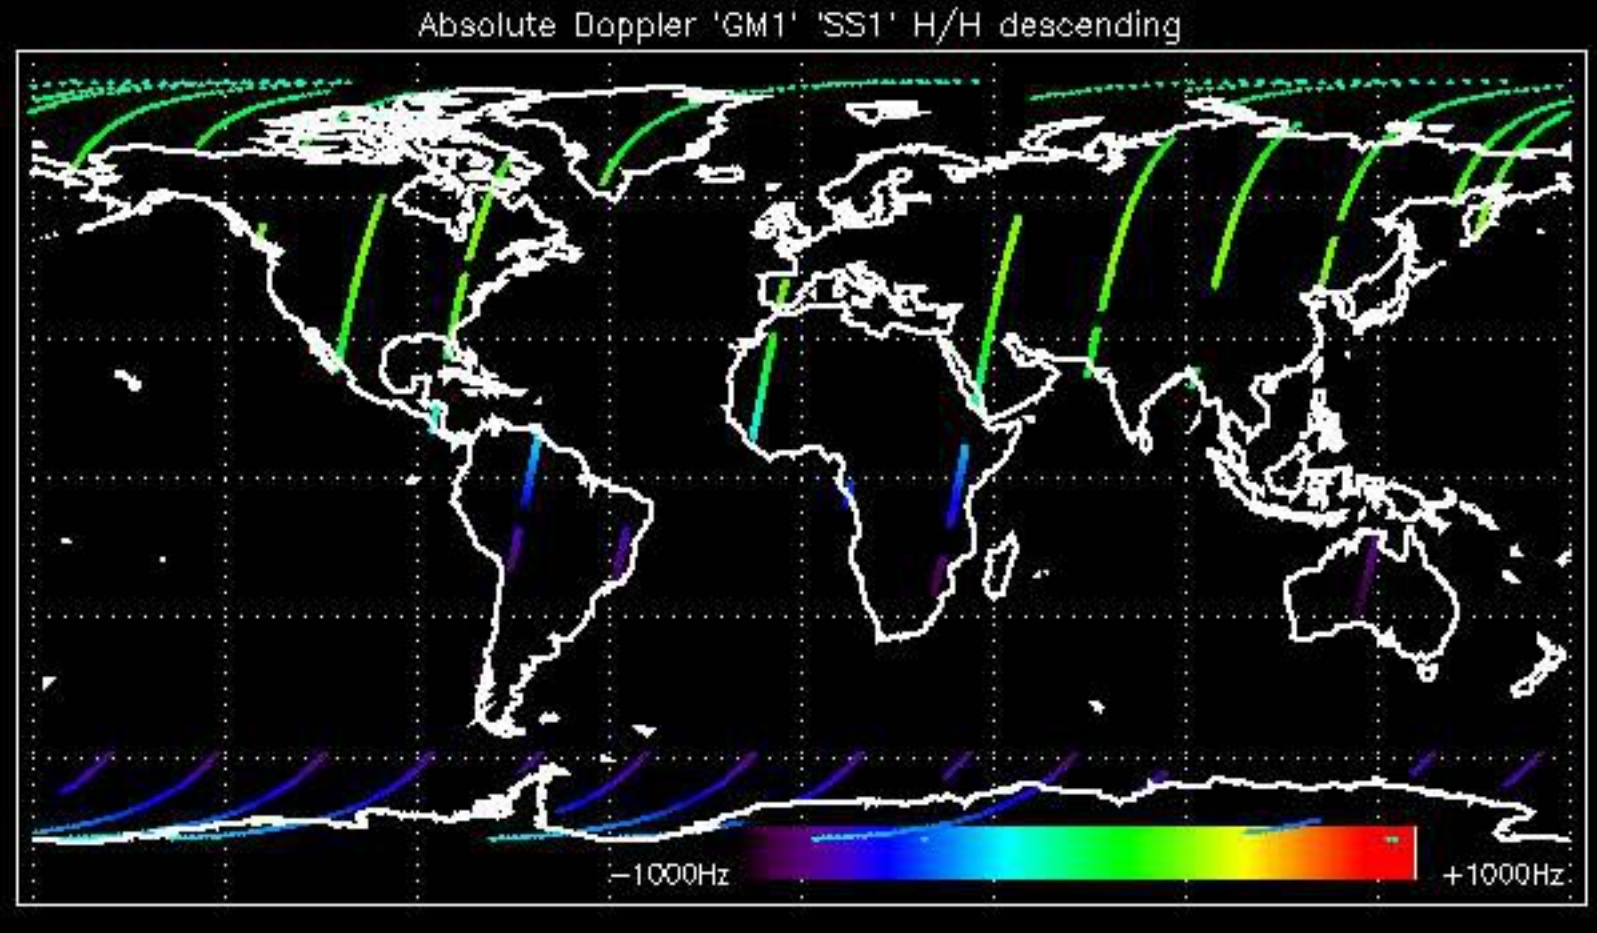 Absolute Doppler 'GM1' 'SS1' H/H descending
-1000Hz +1000Hz